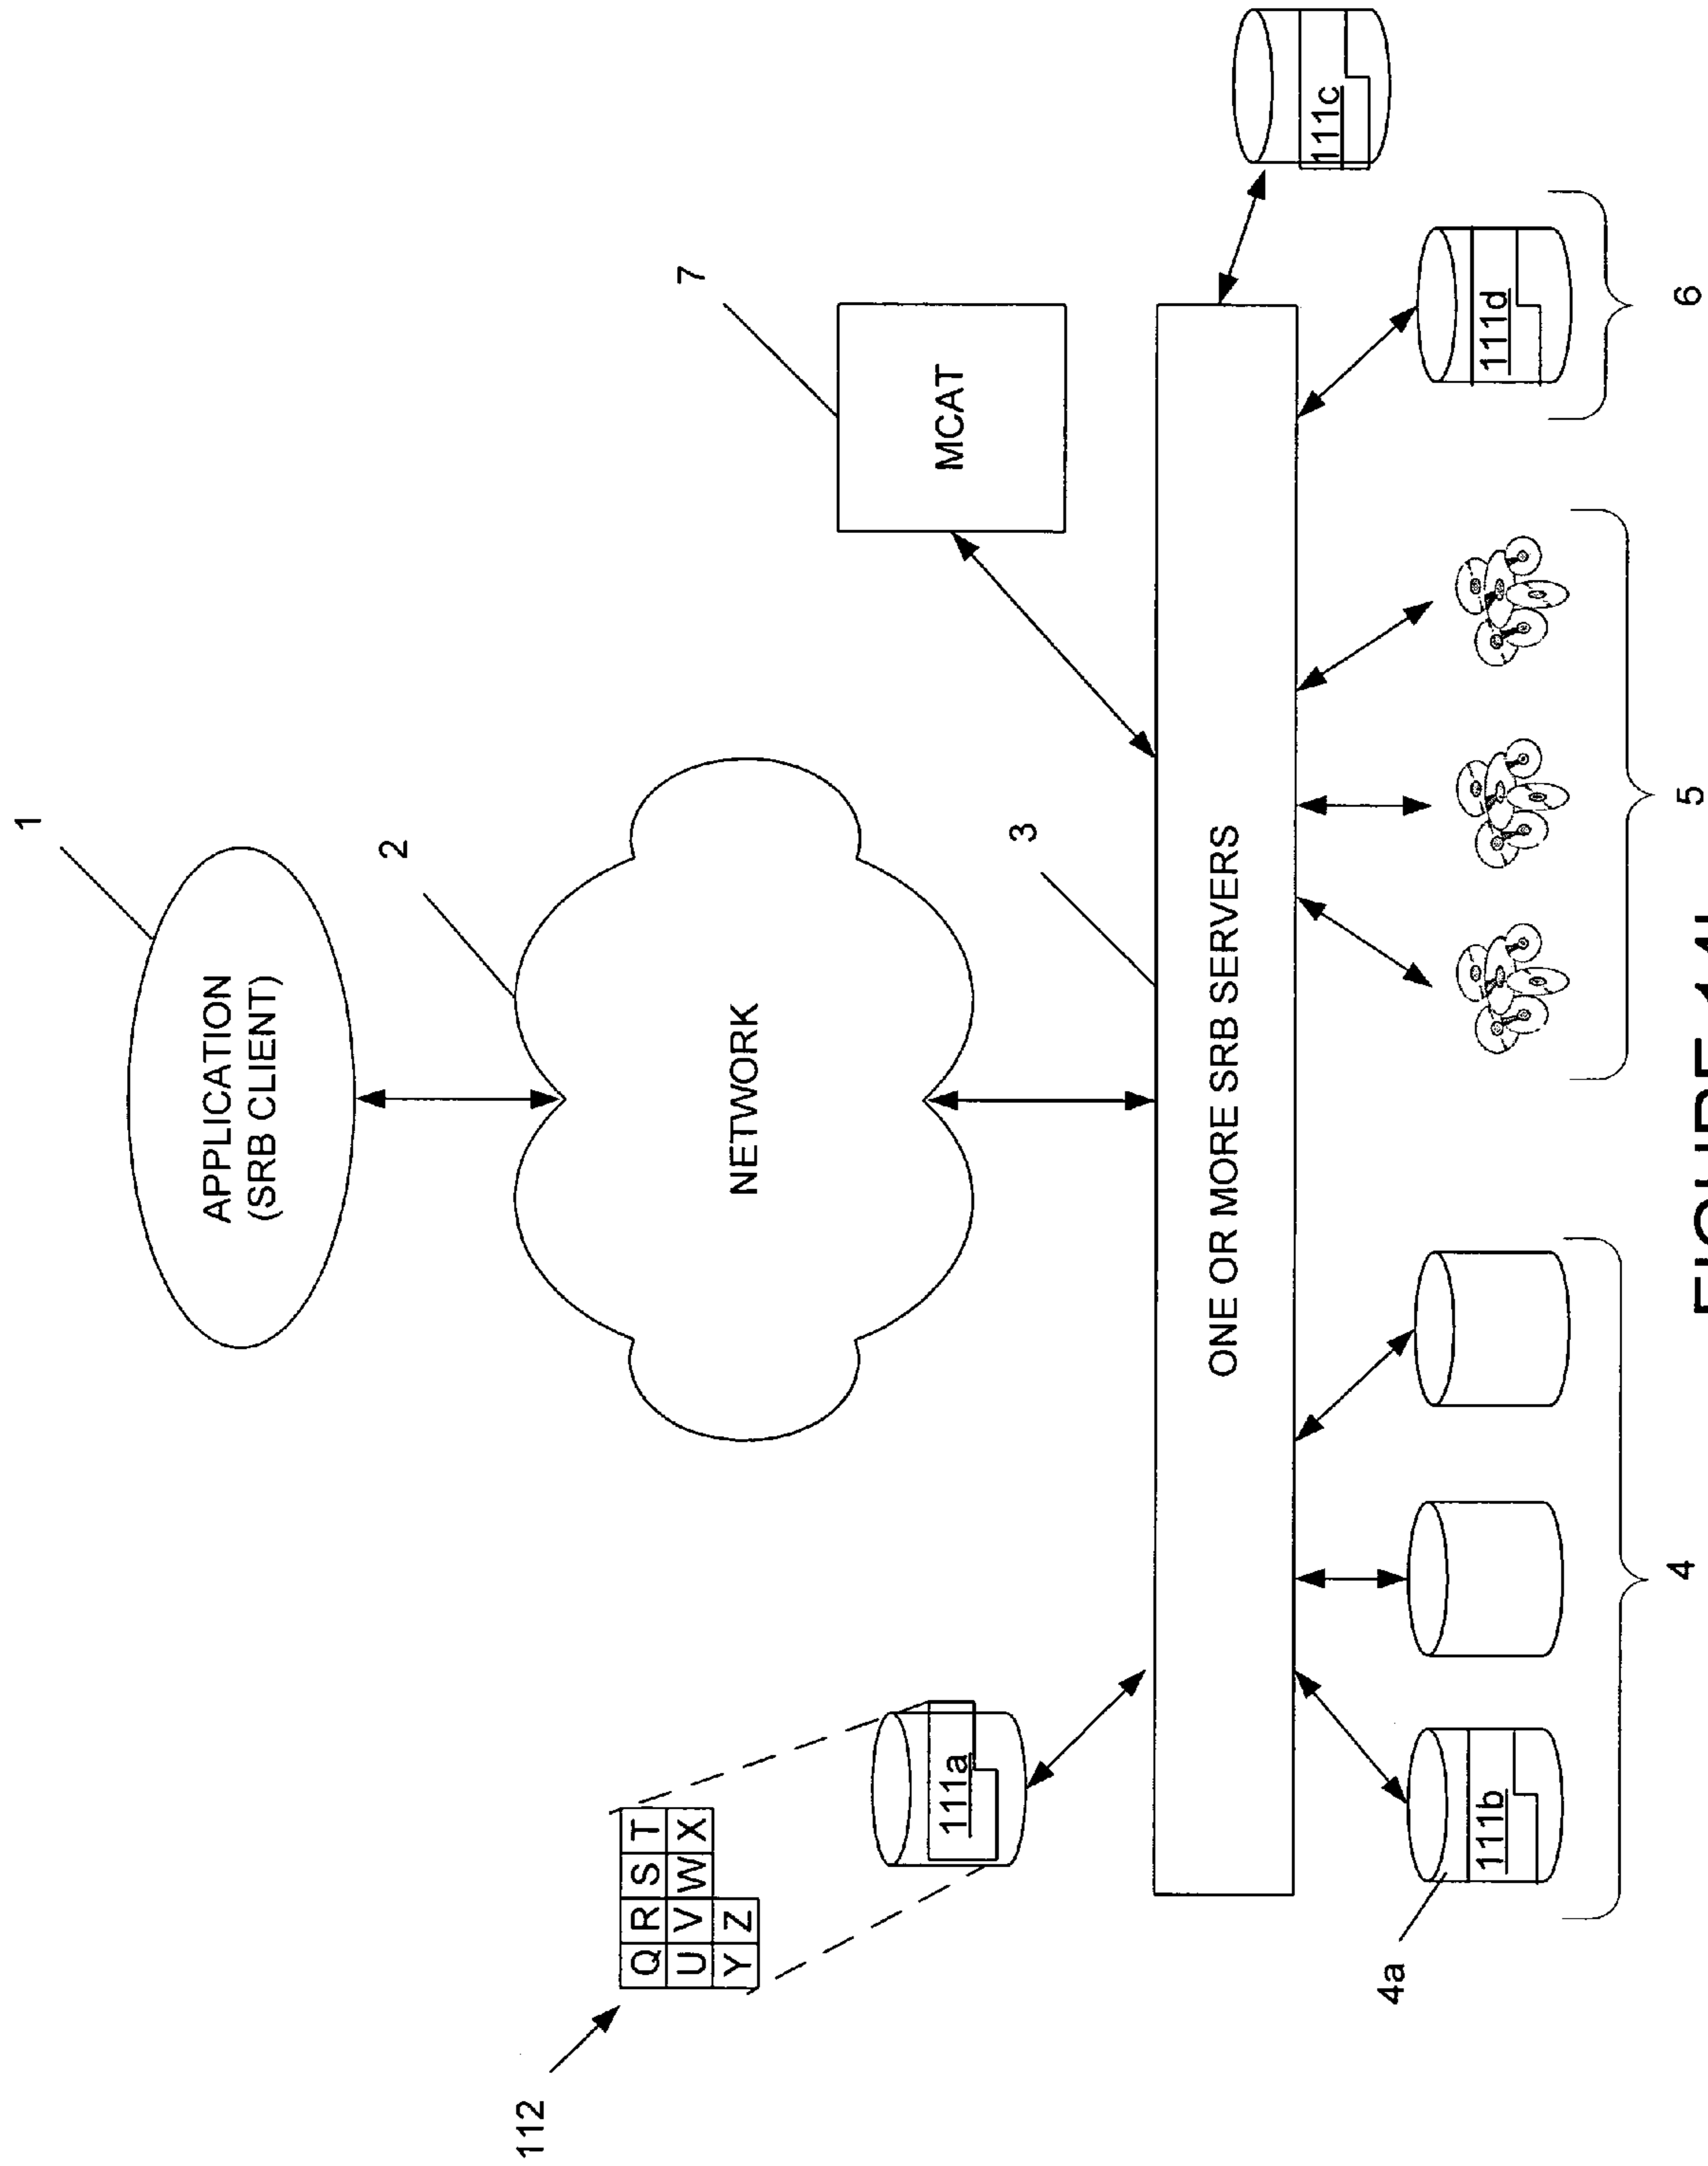 1
APPLICATION
(SRB CLIENT)
2
112
Q R S T
U V W X
Y Z
NETWORK
7
MCAT
111a
3
ONE OR MORE SRB SERVERS
111c
4a
111b
111d
4
5
6
FIGURE